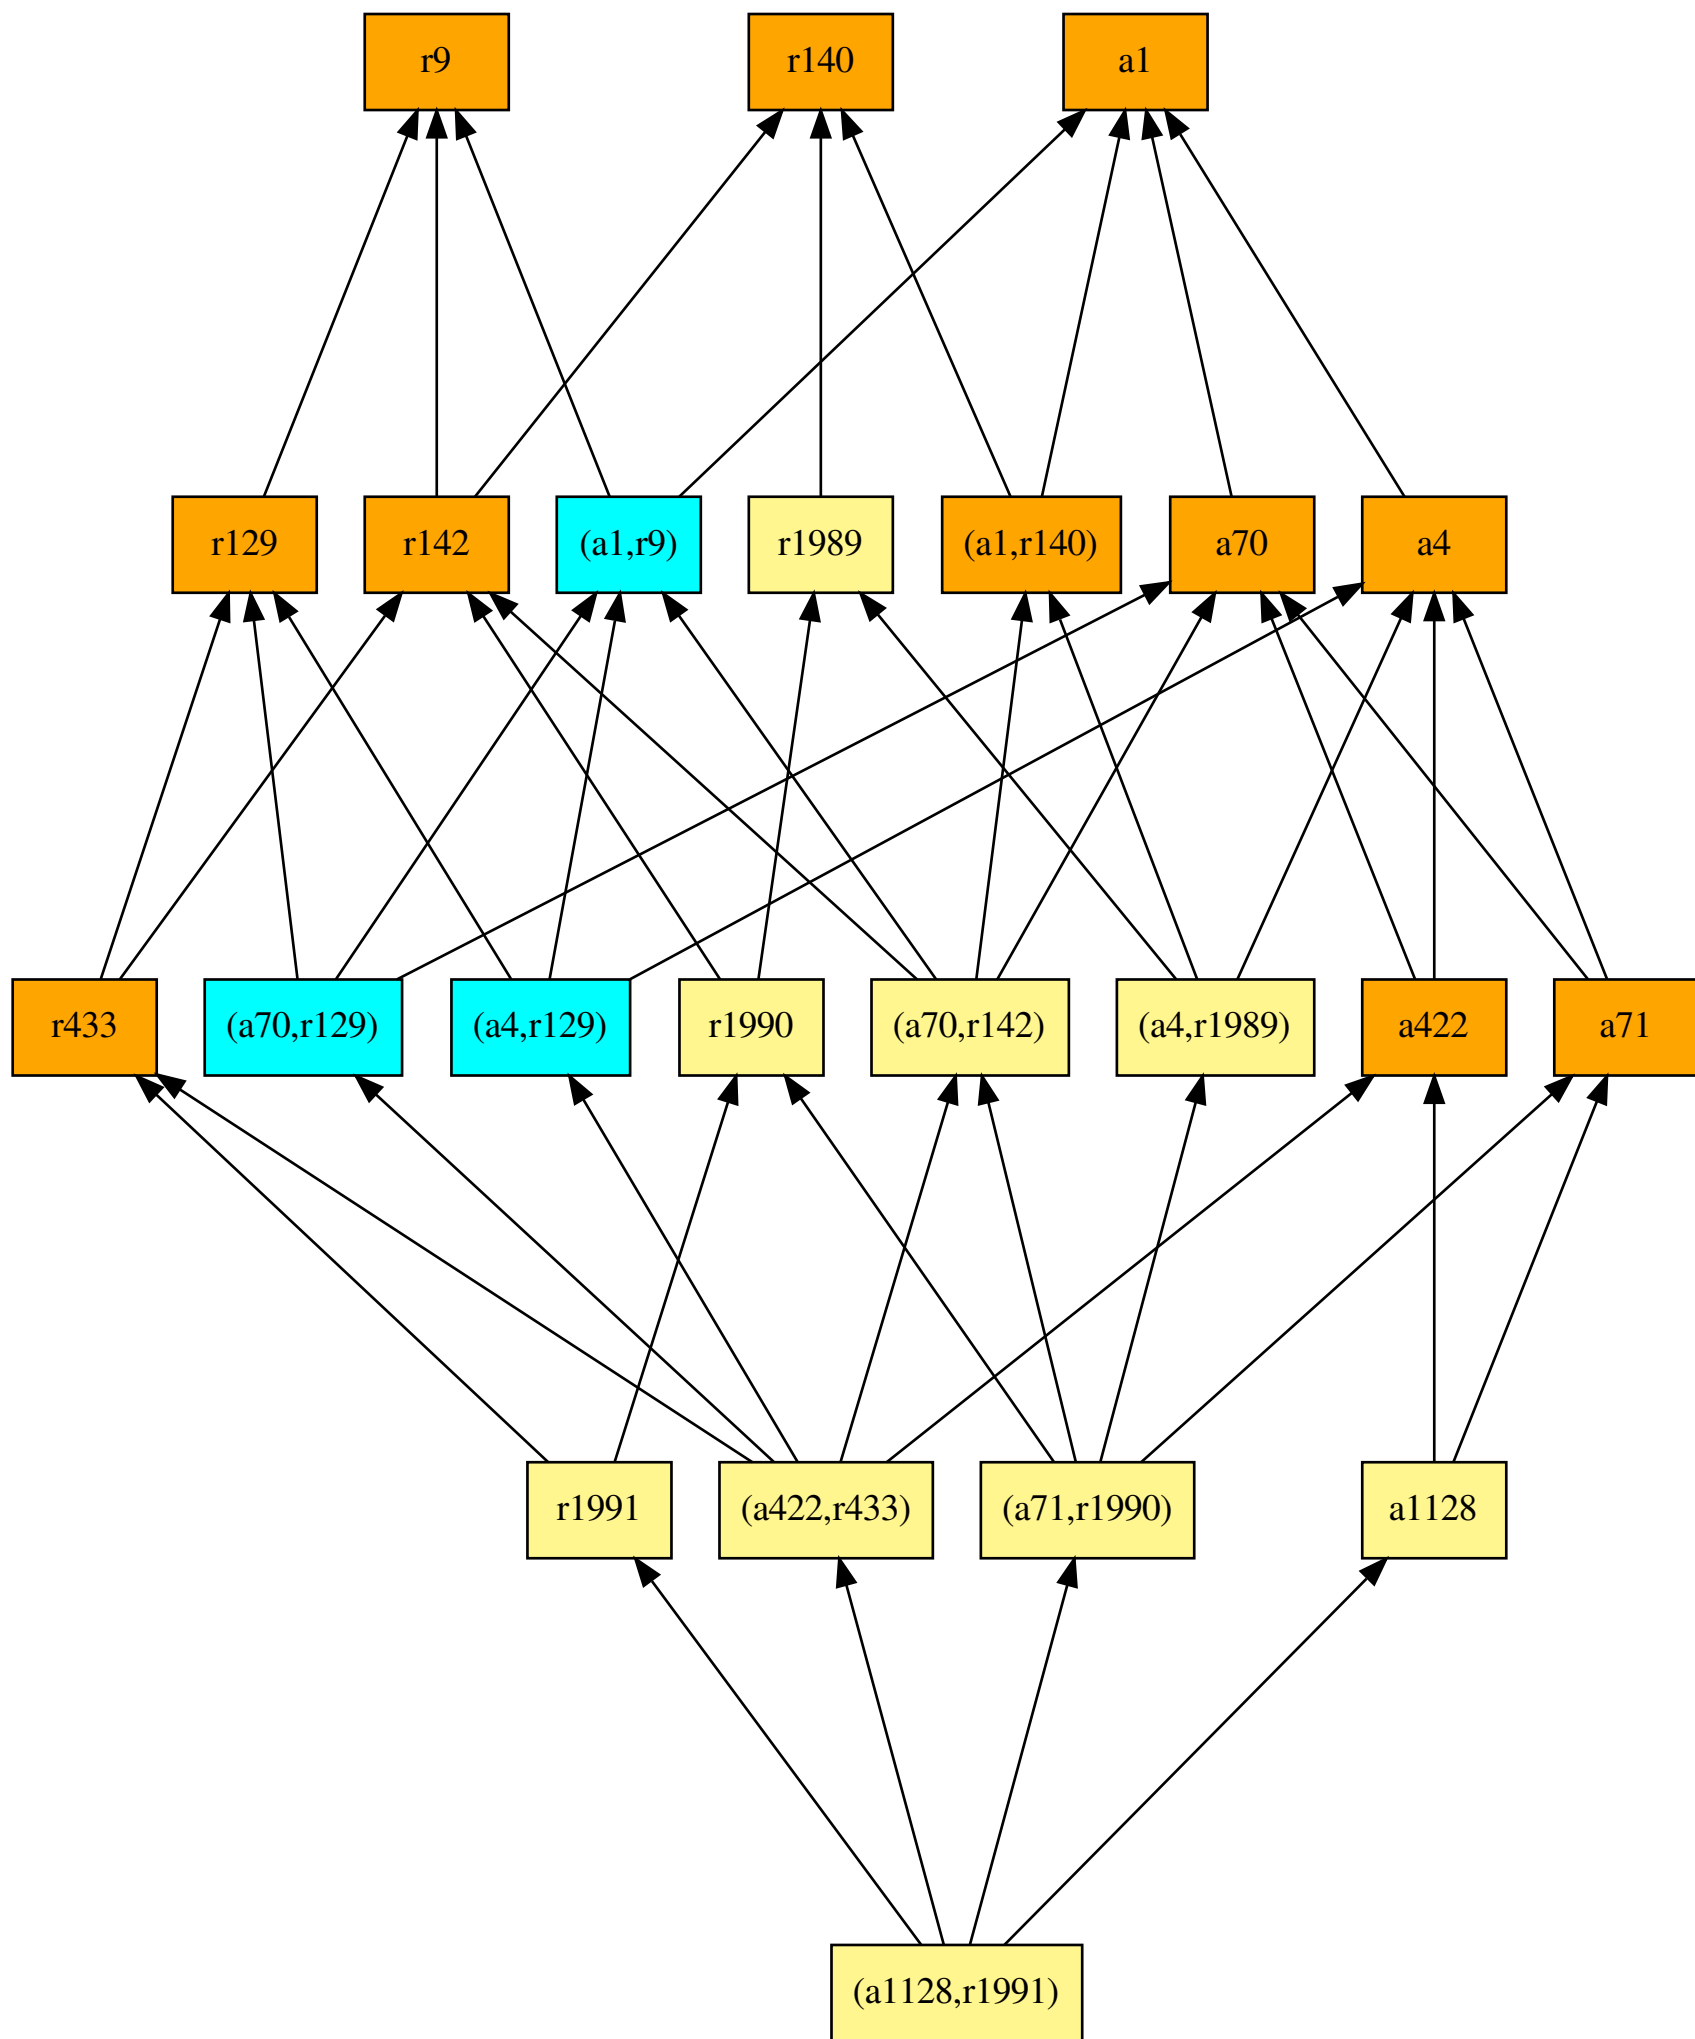 r9
r140
a1
r129
r142
(a1,r9)
r1989
(a1,r140)
a70
a4
r433
(a70,r129)
(a4,r129)
r1990
(a70,r142)
(a4,r1989)
a422
a71
r1991
(a422,r433)
(a71,r1990)
a1128
(a1128,r1991)